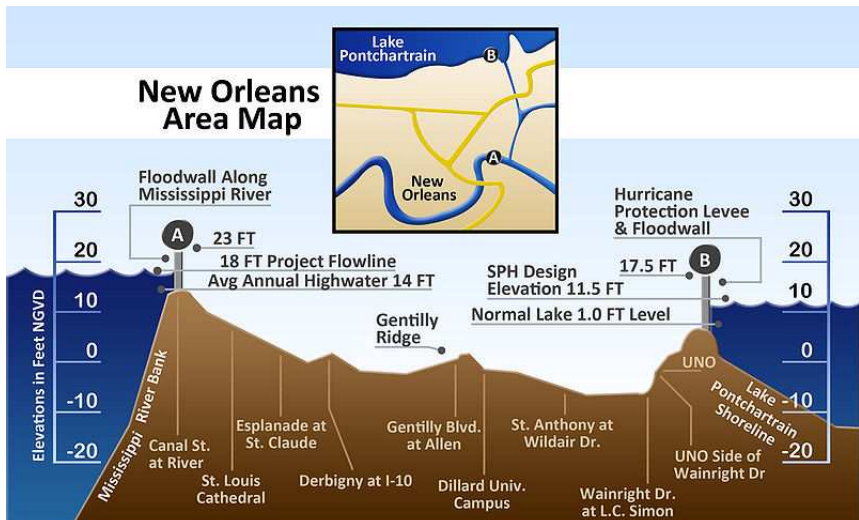 New Orleans
Area Map
Lake
Pontchartrain
B
A
New
Orleans
Floodwall Along
Mississippi River
A
23 FT
18 FT Project Flowline
Avg Annual Highwater 14 FT
Hurricane
Protection Levee
& Floodwall
17.5 FT
B
SPH Design
Elevation 11.5 FT
Normal Lake 1.0 FT Level
Gentilly
Ridge
Elevations in Feet NGVD
30
20
10
0
-10
-20
30
20
10
0
-10
-20
Mississippi River Bank
Canal St.
at River
St. Louis
Cathedral
Esplanade at
St. Claude
Derbigny at I-10
Gentilly Blvd.
at Allen
Dillard Univ.
Campus
St. Anthony at
Wildair Dr.
Wainright Dr.
at L.C. Simon
UNO
UNO Side of
Wainright Dr
Lake
Pontchartrain
Shoreline